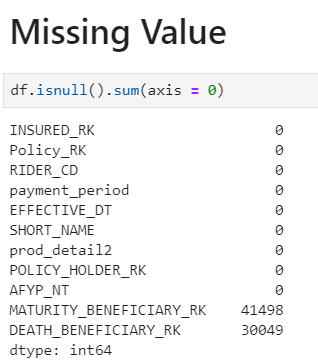 Missing Value
df.isnull().sum(axis = 0)
INSURED_RK 0
Policy_RK 0
RIDER_CD 0
payment_period 0
EFFECTIVE_DT 0
SHORT_NAME 0
prod_detail2 0
POLICY_HOLDER_RK 0
AFYP_NT 0
MATURITY_BENEFICIARY_RK 41498
DEATH_BENEFICIARY_RK 30049
dtype: int64